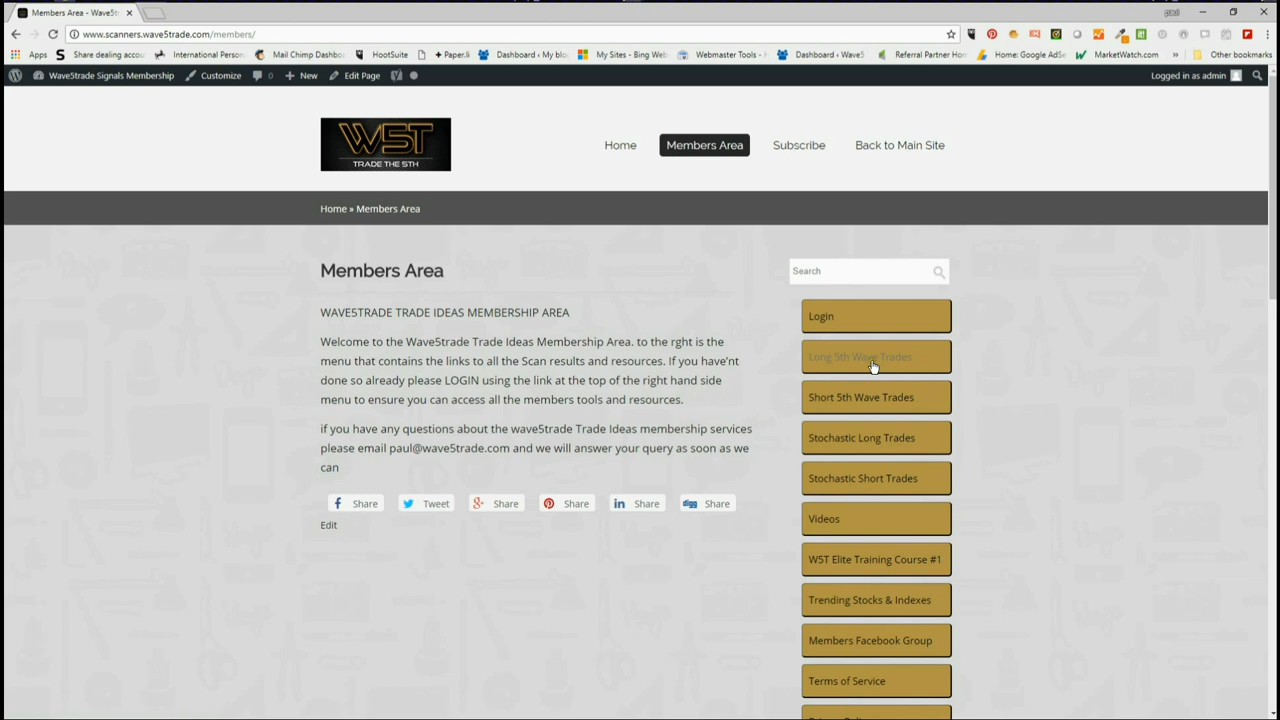 Members Area - Wave5t
paul
www.scanners.wave5trade.com/members/
Apps
Share dealing accou
International Person
Mail Chimp Dashbo
HootSuite
+ Paper.li
Dashboard ‹ My blo
My Sites - Bing Web
Webmaster Tools -
Dashboard ‹ Wave5
Referral Partner Hon
Home: Google AdSe
MarketWatch.com
»
Other bookmarks
Wave5trade Signals Membership
Customize
0
New
Edit Page
Logged in as admin
W5T
TRADE THE 5TH
Home
Members Area
Subscribe
Back to Main Site
Home » Members Area
Members Area
WAVE5TRADE TRADE IDEAS MEMBERSHIP AREA
Welcome to the Wave5trade Trade Ideas Membership Area. to the rght is the
menu that contains the links to all the Scan results and resources. If you have'nt
done so already please LOGIN using the link at the top of the right hand side
menu to ensure you can access all the members tools and resources.
if you have any questions about the wave5trade Trade Ideas membership services
please email paul@wave5trade.com and we will answer your query as soon as we
can
Share
Tweet
Share
Share
Share
digg Share
Edit
Search
Login
Long 5th Wave Trades
Short 5th Wave Trades
Stochastic Long Trades
Stochastic Short Trades
Videos
W5T Elite Training Course #1
Trending Stocks & Indexes
Members Facebook Group
Terms of Service